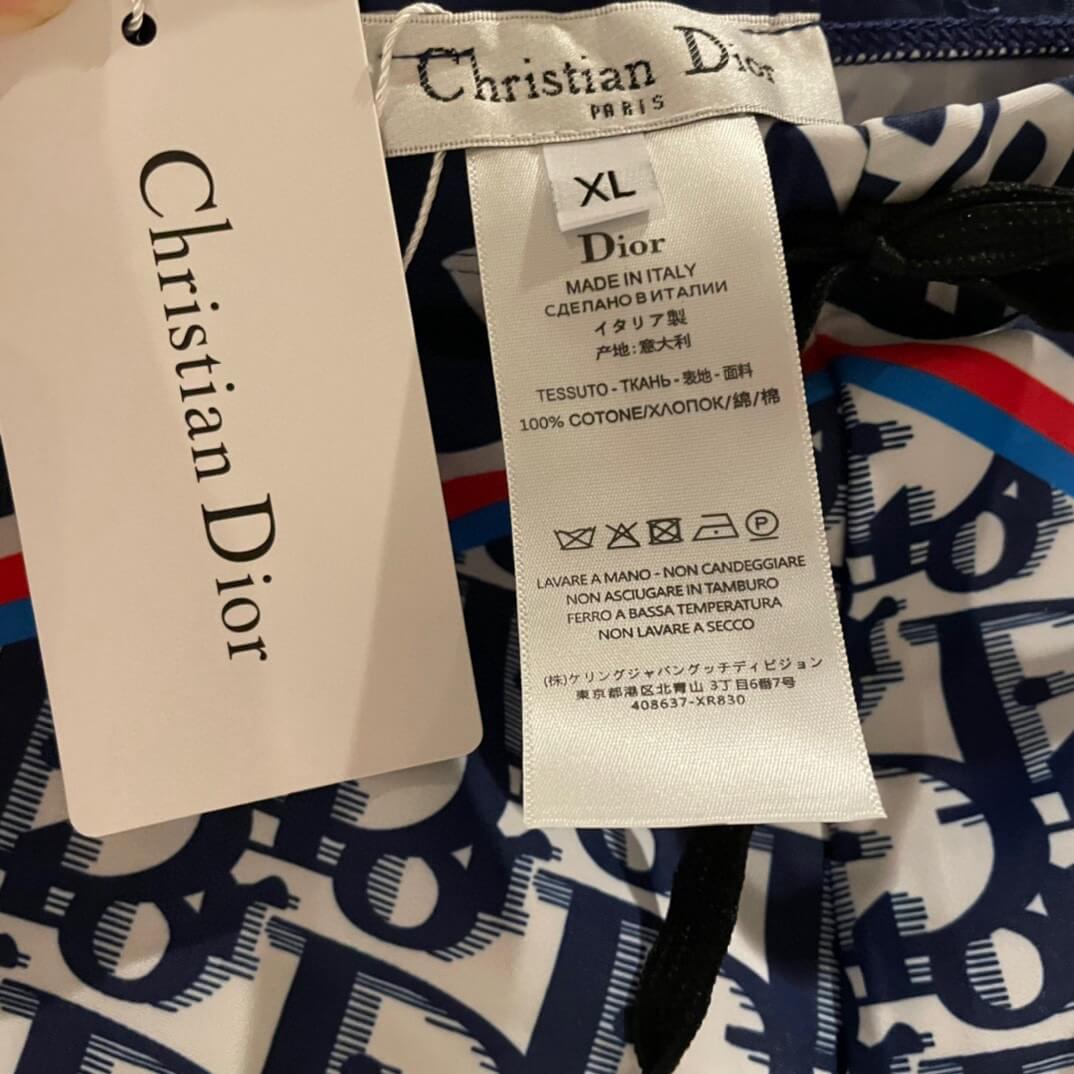 Christian Dior
Christian Dior
PARIS
XL
Dior
MADE IN ITALY
СДЕЛАНО В ИТАЛИИ
イタリア製
产地:意大利
TESSUTO - ТКАНЬ - 表地 - 面料
100% COTONE/ХЛОПОК/綿/棉
P
LAVARE A MANO - NON CANDEGGIARE
NON ASCIUGARE IN TAMBURO
FERRO A BASSA TEMPERATURA
NON LAVARE A SECCO
(株)ケリングジャパングッチディビジョン
東京都港区北青山 3丁目6番7号
408637-XR830